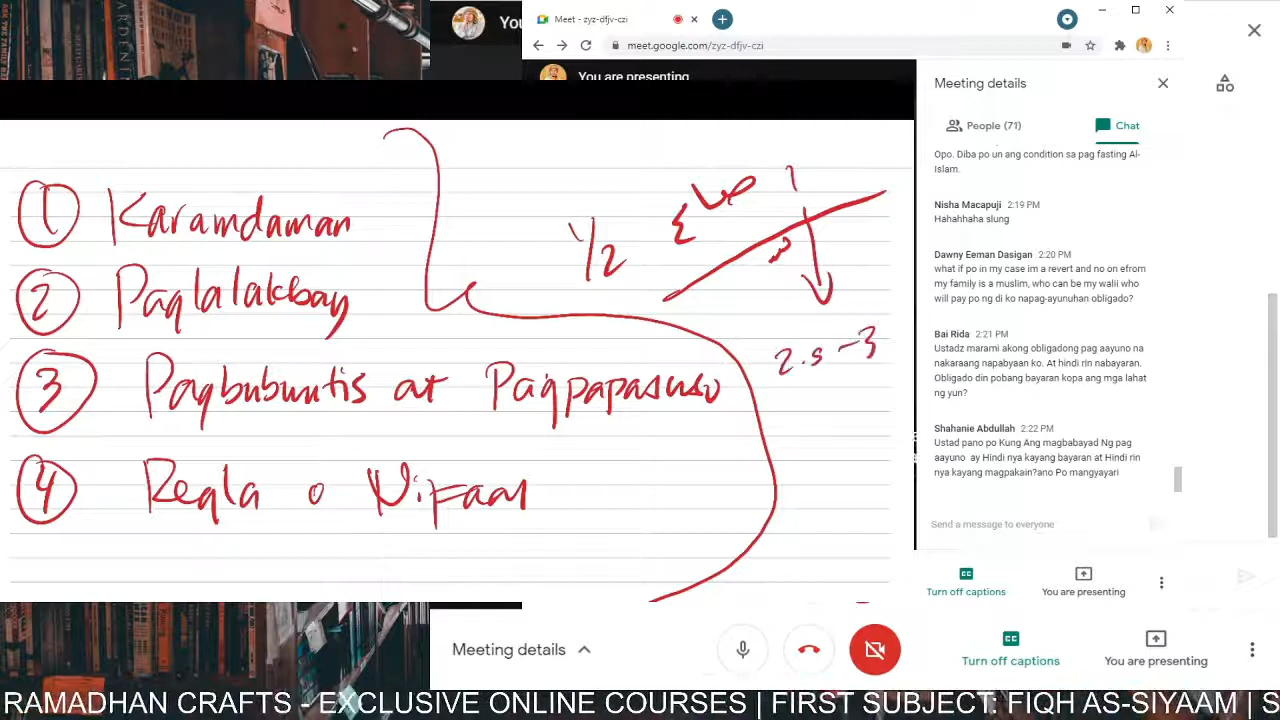 You
Meet - zyz-dfjv-czi
meet.google.com/zyz-dfjv-czi
You are presenting
Meeting details
People (71)
Chat
Opo. Diba po un ang condition sa pag fasting Al-
Islam.
Nisha Macapuji 2:19 PM
Hahahhaha slung
Dawny Eeman Dasigan 2:20 PM
what if po in my case im a revert and no on efrom
my family is a muslim, who can be my walii who
will pay po ng di ko napag-ayunuhan obligado?
Bai Rida 2:21 PM
Ustadz marami akong obligadong pag aayuno na
nakaraang napabyaan ko. At hindi rin nabayaran.
Obligado din pobang bayaran kopa ang mga lahat
ng yun?
Shahanie Abdullah 2:22 PM
Ustad pano po Kung Ang magbabayad Ng pag
aayuno ay Hindi nya kayang bayaran at Hindi rin
nya kayang magpakain?ano Po mangyayari
Send a message to everyone
Turn off captions
You are presenting
1 Karamdaman
2 Paglalakbay
3 Pagbubuntis at Pagpapasuso
4 Regla o Nifaas
1/2
2.5 - 3
Meeting details
Turn off captions
You are presenting
RAMADHAN CRAFTS - EXCLUSIVE ONLINE COURSES | FIRST SUBJECT: FIQH AS-SIYAAM | S